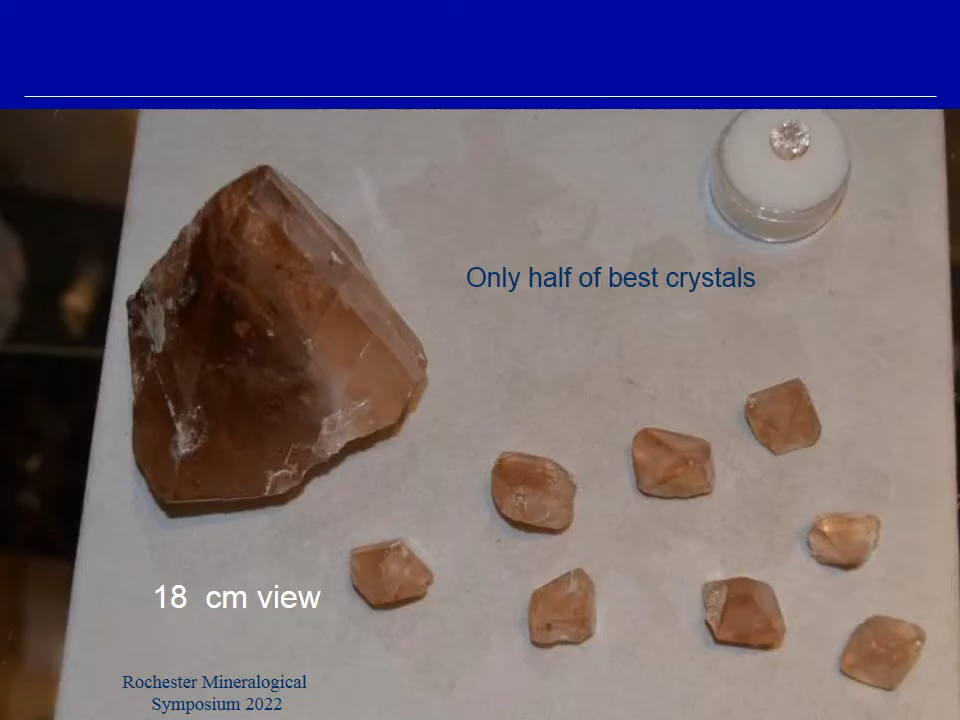 Only half of best crystals
18 cm view
Rochester Mineralogical
Symposium 2022